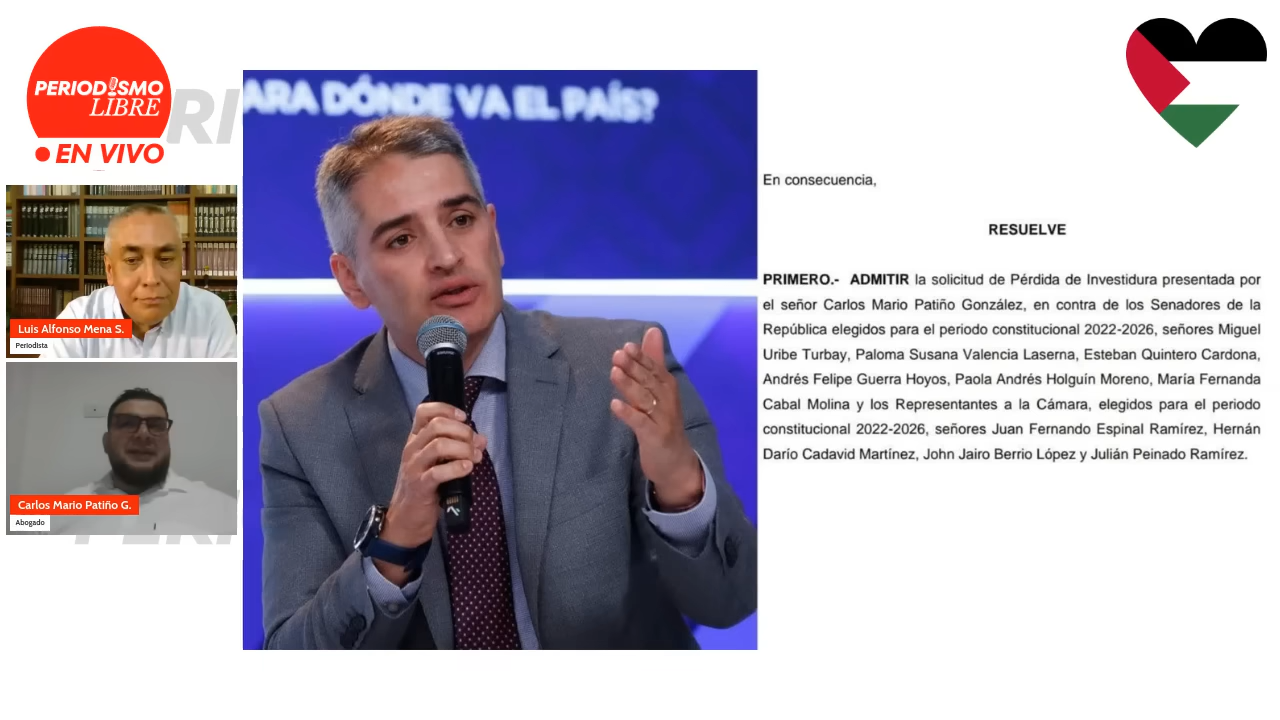 PERIODISMO
LIBRE
EN VIVO
RI
ARA DÓNDE VA EL PAÍS?
Luis Alfonso Mena S.
Periodista
Carlos Mario Patiño G.
Abogado
En consecuencia,
RESUELVE
PRIMERO.- ADMITIR la solicitud de Pérdida de Investidura presentada por
el señor Carlos Mario Patiño González, en contra de los Senadores de la
República elegidos para el periodo constitucional 2022-2026, señores Miguel
Uribe Turbay, Paloma Susana Valencia Laserna, Esteban Quintero Cardona,
Andrés Felipe Guerra Hoyos, Paola Andrés Holguín Moreno, María Fernanda
Cabal Molina y los Representantes a la Cámara, elegidos para el periodo
constitucional 2022-2026, señores Juan Fernando Espinal Ramírez, Hernán
Darío Cadavid Martínez, John Jairo Berrio López y Julián Peinado Ramírez.